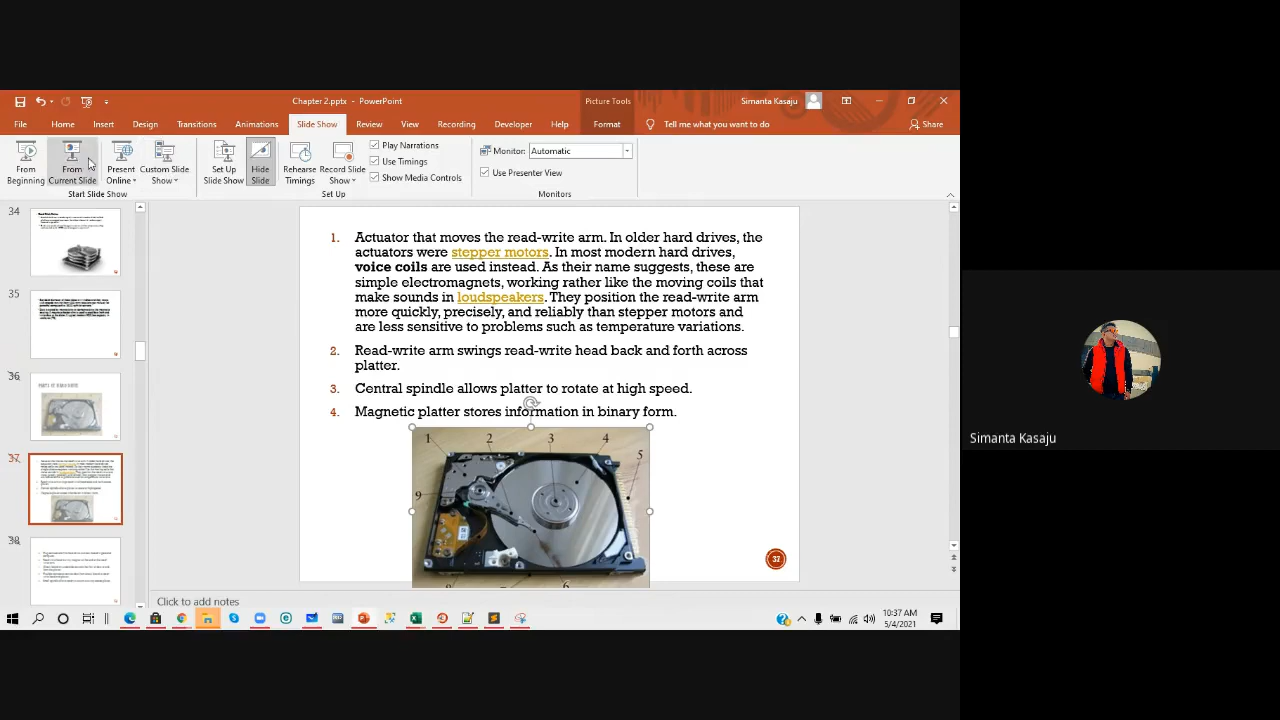 Chapter 2.pptx - PowerPoint
Picture Tools
Simanta Kasaju
File Home Insert Design Transitions Animations Slide Show Review View Recording Developer Help Format Tell me what you want to do Share
From Beginning
From Current Slide
Present Online
Custom Slide Show
Start Slide Show
Set Up Slide Show
Hide Slide
Rehearse Timings
Record Slide Show
Play Narrations
Use Timings
Show Media Controls
Set Up
Monitor: Automatic
Use Presenter View
Monitors
34
35
36
37
38
1. Actuator that moves the read-write arm. In older hard drives, the
actuators were stepper motors. In most modern hard drives,
voice coils are used instead. As their name suggests, these are
simple electromagnets, working rather like the moving coils that
make sounds in loudspeakers. They position the read-write arm
more quickly, precisely, and reliably than stepper motors and
are less sensitive to problems such as temperature variations.
2. Read-write arm swings read-write head back and forth across
platter.
3. Central spindle allows platter to rotate at high speed.
4. Magnetic platter stores information in binary form.
1 2 3 4
5
9
37
Click to add notes
10:37 AM
5/4/2021
Simanta Kasaju